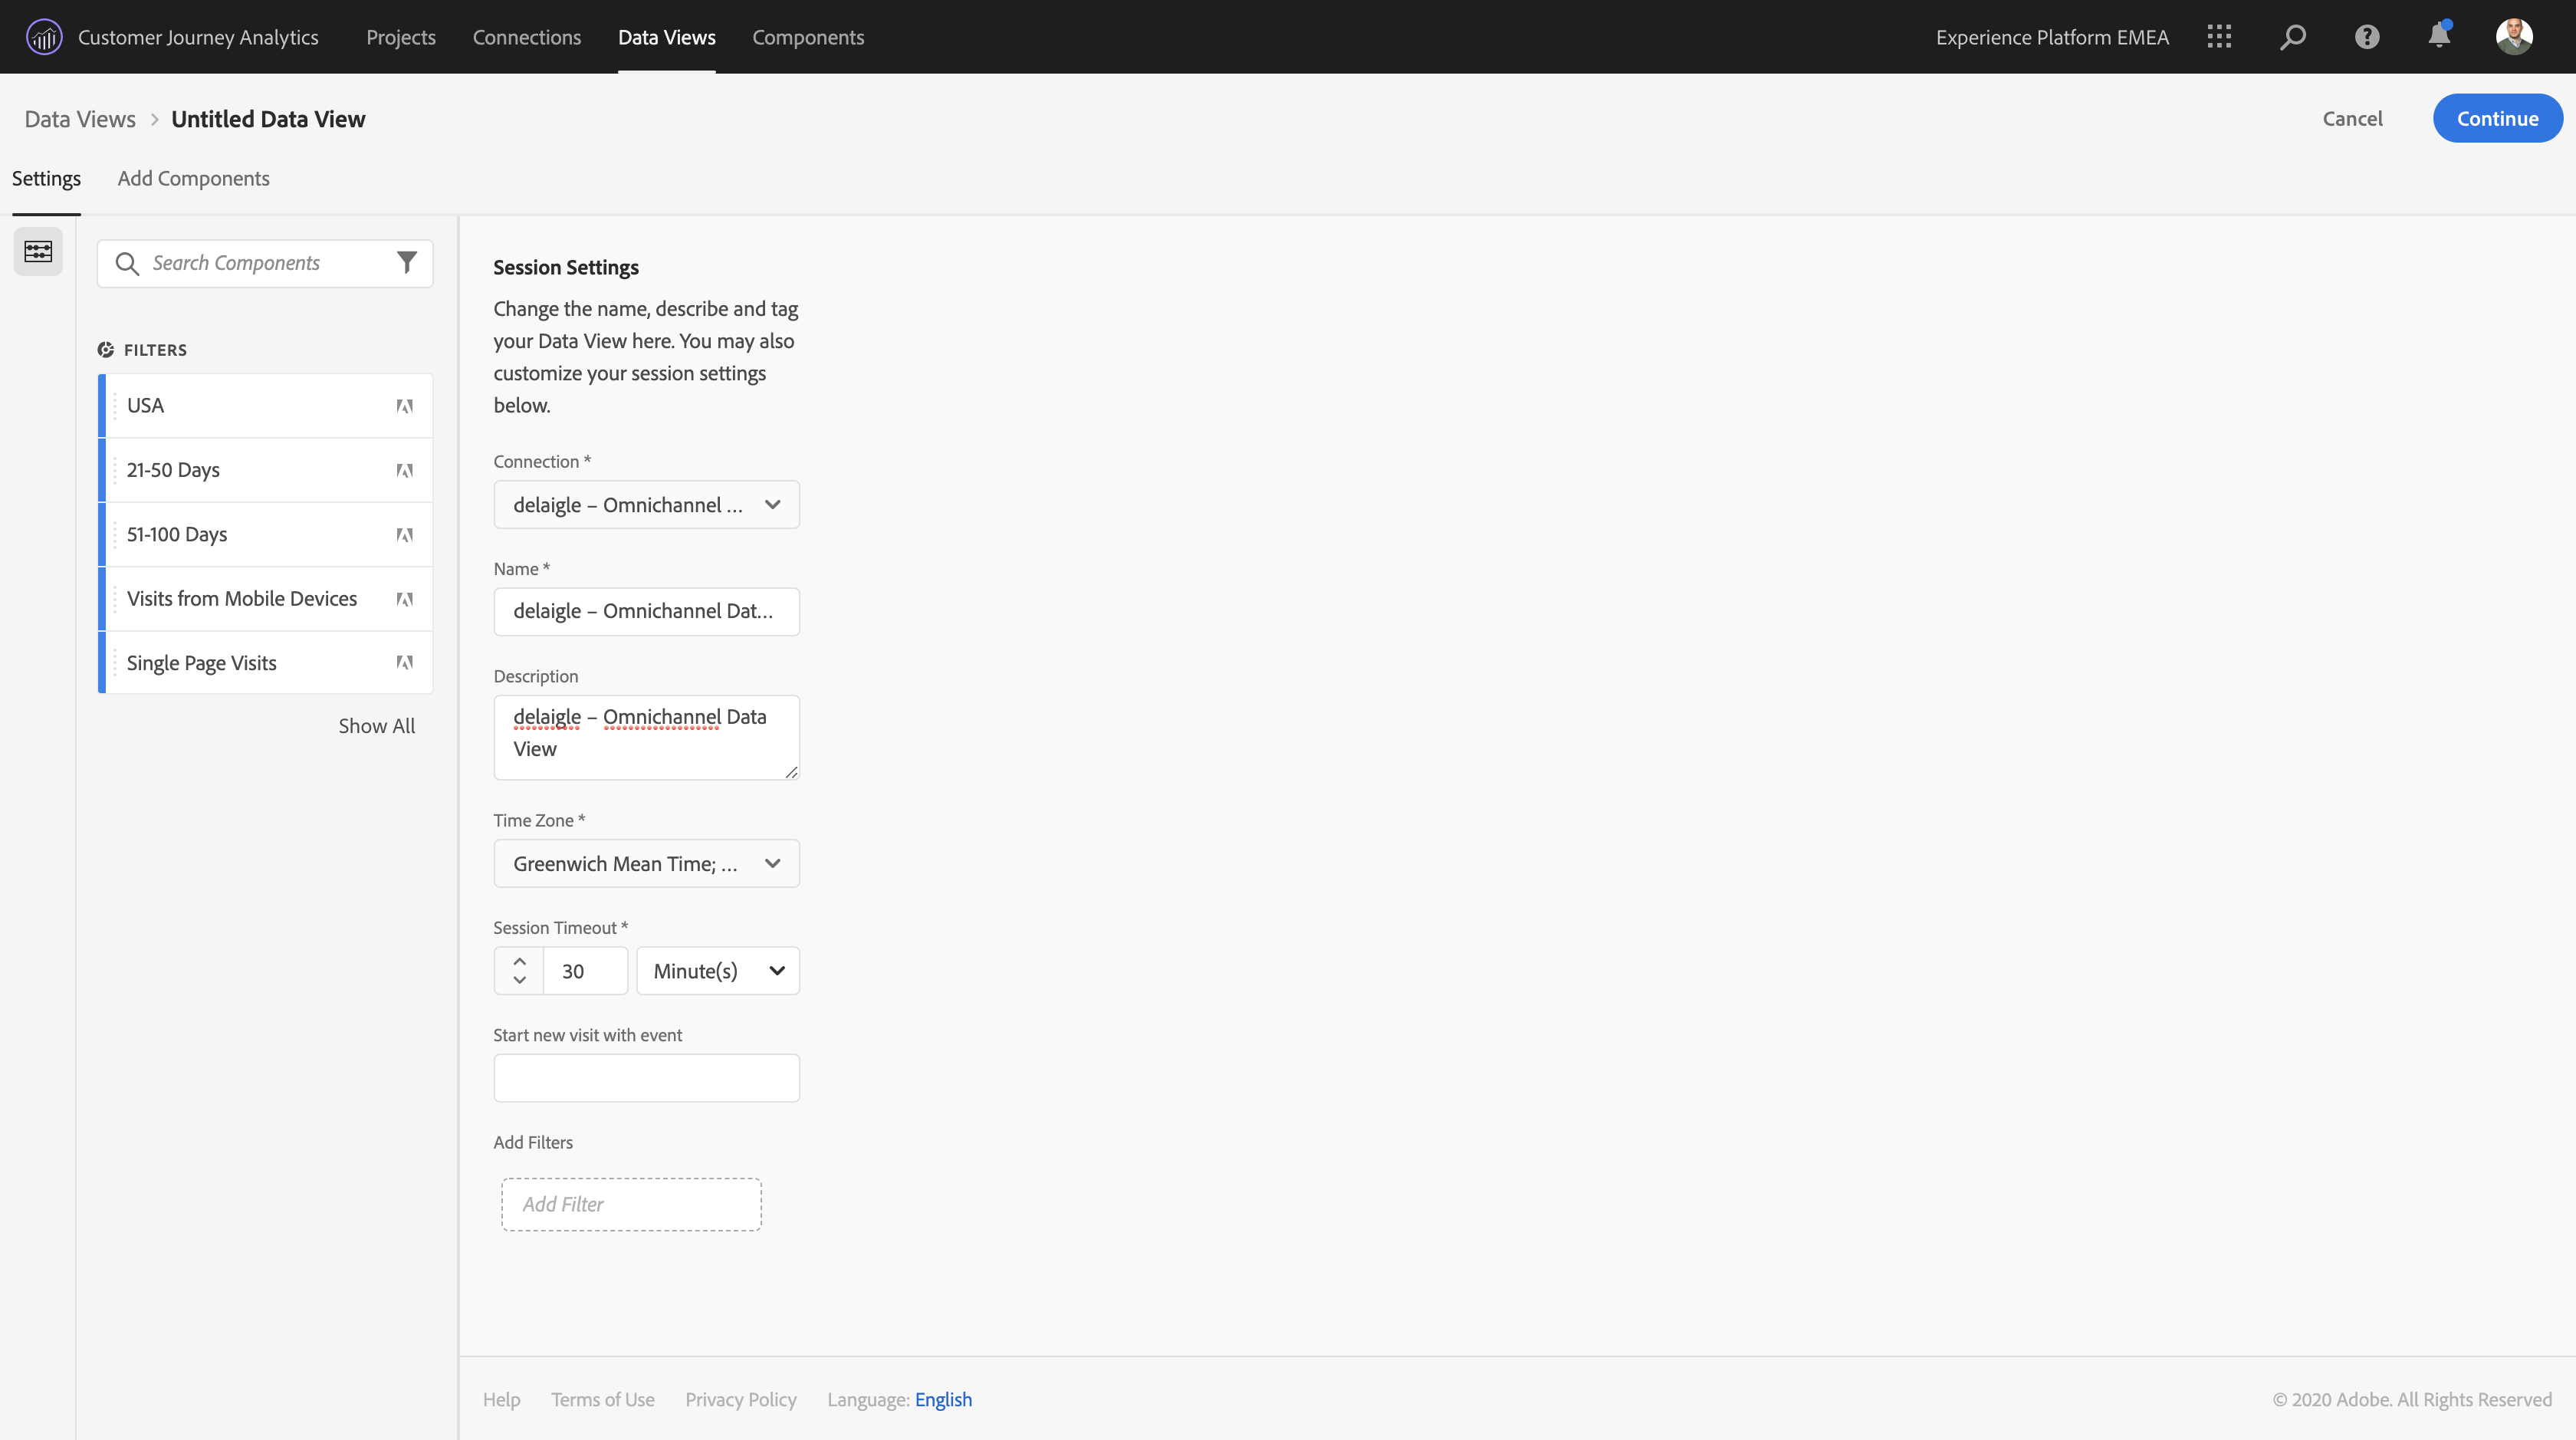 Customer Journey Analytics Projects Connections Data Views Components Experience Platform EMEA
Data Views > Untitled Data View Cancel Continue
Settings Add Components
Search Components
FILTERS
USA
21-50 Days
51-100 Days
Visits from Mobile Devices
Single Page Visits
Show All
Session Settings
Change the name, describe and tag
your Data View here. You may also
customize your session settings
below.
Connection *
delaigle – Omnichannel ...
Name *
delaigle – Omnichannel Dat...
Description
delaigle – Omnichannel Data
View
Time Zone *
Greenwich Mean Time; ...
Session Timeout *
30 Minute(s)
Start new visit with event
Add Filters
Add Filter
Help Terms of Use Privacy Policy Language: English © 2020 Adobe. All Rights Reserved